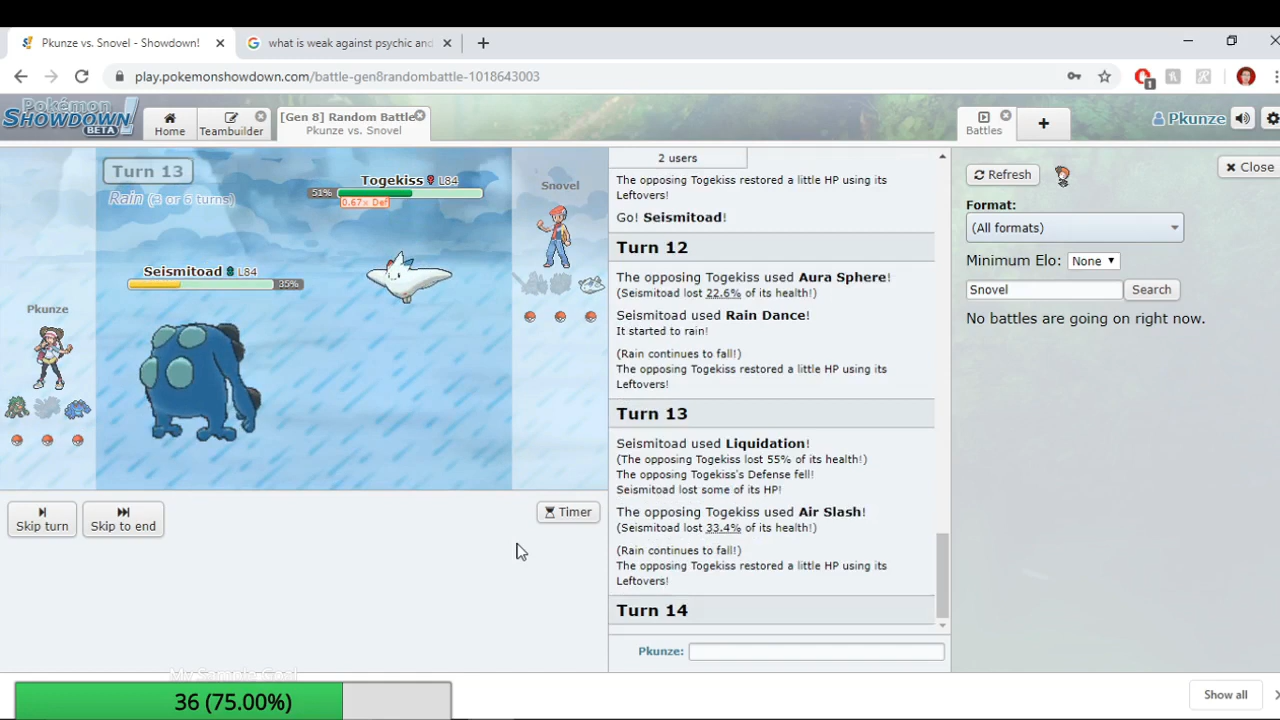 Pkunze vs. Snovel - Showdown!
what is weak against psychic and
play.pokemonshowdown.com/battle-gen8randombattle-1018643003
1
Pokémon
SHOWDOWN!
BETA
Home
Teambuilder
[Gen 8] Random Battle
Pkunze vs. Snovel
Battles
Pkunze
Turn 13
Rain (3 or 6 turns)
Togekiss L84
51%
0.67× Def
Seismitoad L84
35%
Snovel
Pkunze
2 users
The opposing Togekiss restored a little HP using its
Leftovers!
Go! Seismitoad!
Turn 12
The opposing Togekiss used Aura Sphere!
(Seismitoad lost 22.6% of its health!)
Seismitoad used Rain Dance!
It started to rain!
(Rain continues to fall!)
The opposing Togekiss restored a little HP using its
Leftovers!
Turn 13
Seismitoad used Liquidation!
(The opposing Togekiss lost 55% of its health!)
The opposing Togekiss's Defense fell!
Seismitoad lost some of its HP!
The opposing Togekiss used Air Slash!
(Seismitoad lost 33.4% of its health!)
(Rain continues to fall!)
The opposing Togekiss restored a little HP using its
Leftovers!
Turn 14
Pkunze:
Refresh
Close
Format:
(All formats)
Minimum Elo: None
Snovel
Search
No battles are going on right now.
Skip turn
Skip to end
Timer
My Sample Goal
36 (75.00%)
Show all